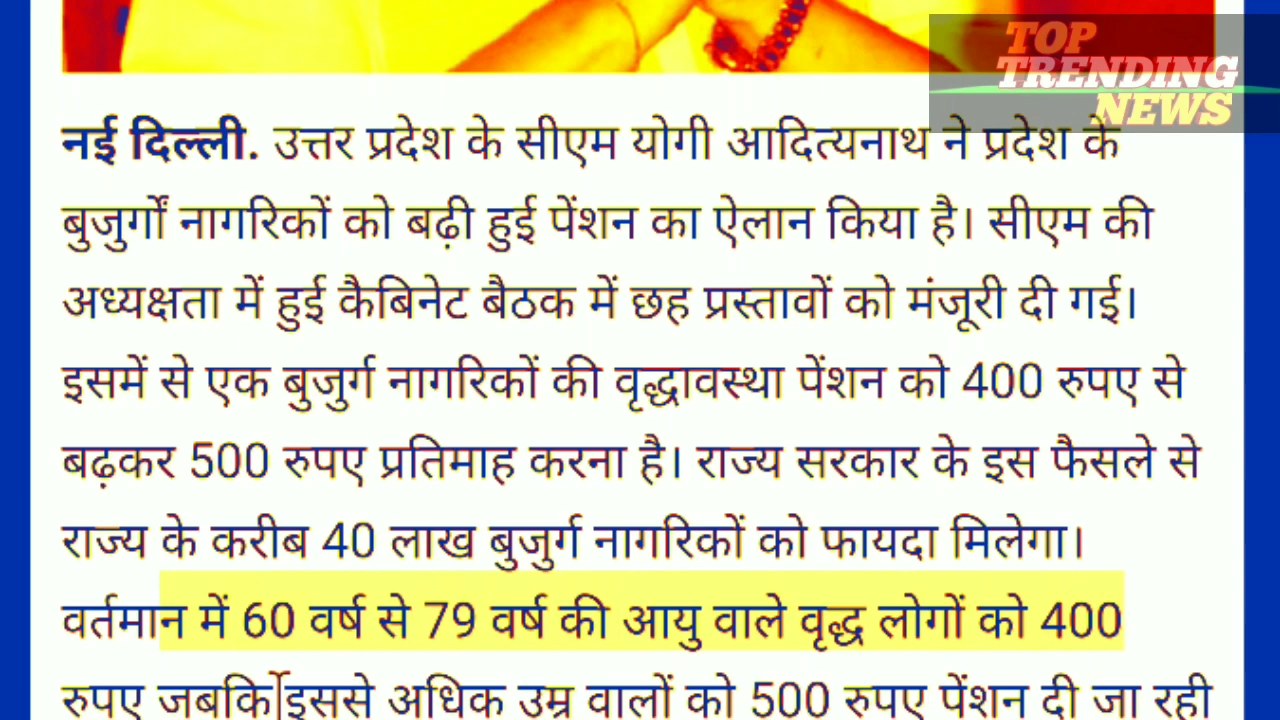 TOP
TRENDING
NEWS
नई दिल्ली. उत्तर प्रदेश के सीएम योगी आदित्यनाथ ने प्रदेश के
बुजुर्गों नागरिकों को बढ़ी हुई पेंशन का ऐलान किया है। सीएम की
अध्यक्षता में हुई कैबिनेट बैठक में छह प्रस्तावों को मंजूरी दी गई।
इसमें से एक बुजुर्ग नागरिकों की वृद्धावस्था पेंशन को 400 रुपए से
बढ़कर 500 रुपए प्रतिमाह करना है। राज्य सरकार के इस फैसले से
राज्य के करीब 40 लाख बुजुर्ग नागरिकों को फायदा मिलेगा।
वर्तमान में 60 वर्ष से 79 वर्ष की आयु वाले वृद्ध लोगों को 400
रुपए जबकि इससे अधिक उम्र वालों को 500 रुपए पेंशन दी जा रही